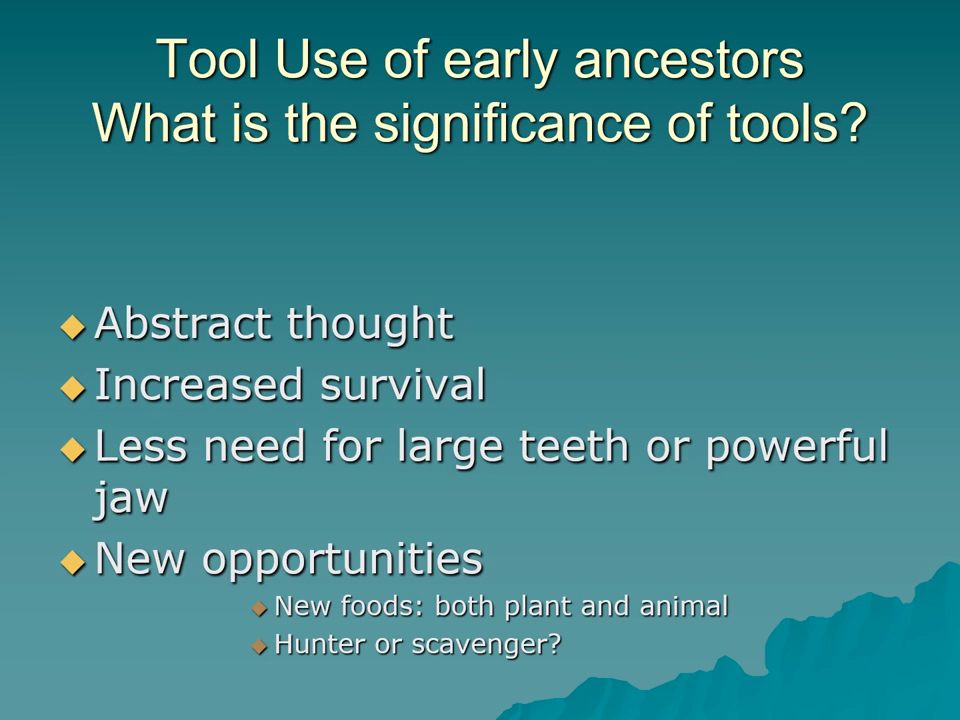 Tool Use of early ancestors
What is the significance of tools?
Abstract thought
Increased survival
Less need for large teeth or powerful
jaw
New opportunities
New foods: both plant and animal
Hunter or scavenger?